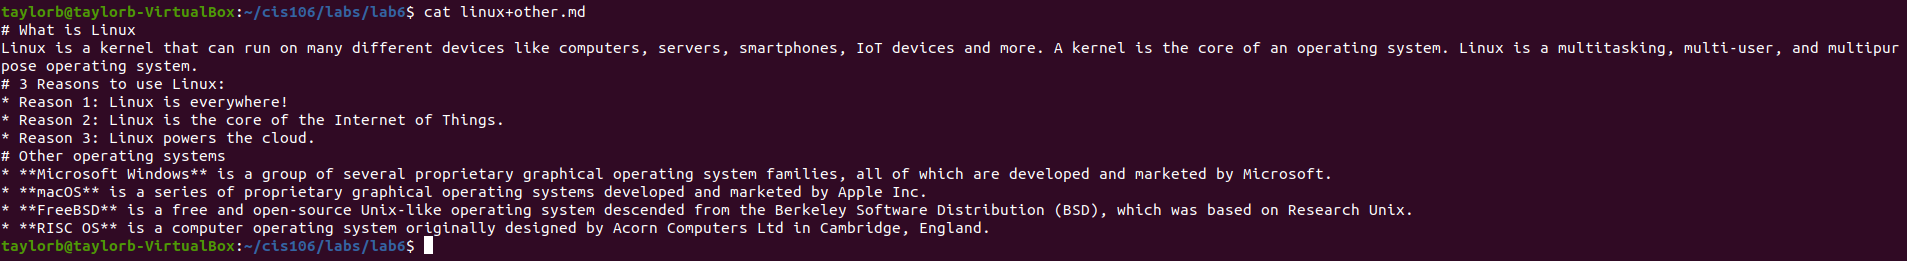 taylorb@taylorb-VirtualBox:~/cis106/labs/lab6$ cat linux+other.md
# What is Linux
Linux is a kernel that can run on many different devices like computers, servers, smartphones, IoT devices and more. A kernel is the core of an operating system. Linux is a multitasking, multi-user, and multipur
pose operating system.
# 3 Reasons to use Linux:
* Reason 1: Linux is everywhere!
* Reason 2: Linux is the core of the Internet of Things.
* Reason 3: Linux powers the cloud.
# Other operating systems
* **Microsoft Windows** is a group of several proprietary graphical operating system families, all of which are developed and marketed by Microsoft.
* **macOS** is a series of proprietary graphical operating systems developed and marketed by Apple Inc.
* **FreeBSD** is a free and open-source Unix-like operating system descended from the Berkeley Software Distribution (BSD), which was based on Research Unix.
* **RISC OS** is a computer operating system originally designed by Acorn Computers Ltd in Cambridge, England.
taylorb@taylorb-VirtualBox:~/cis106/labs/lab6$